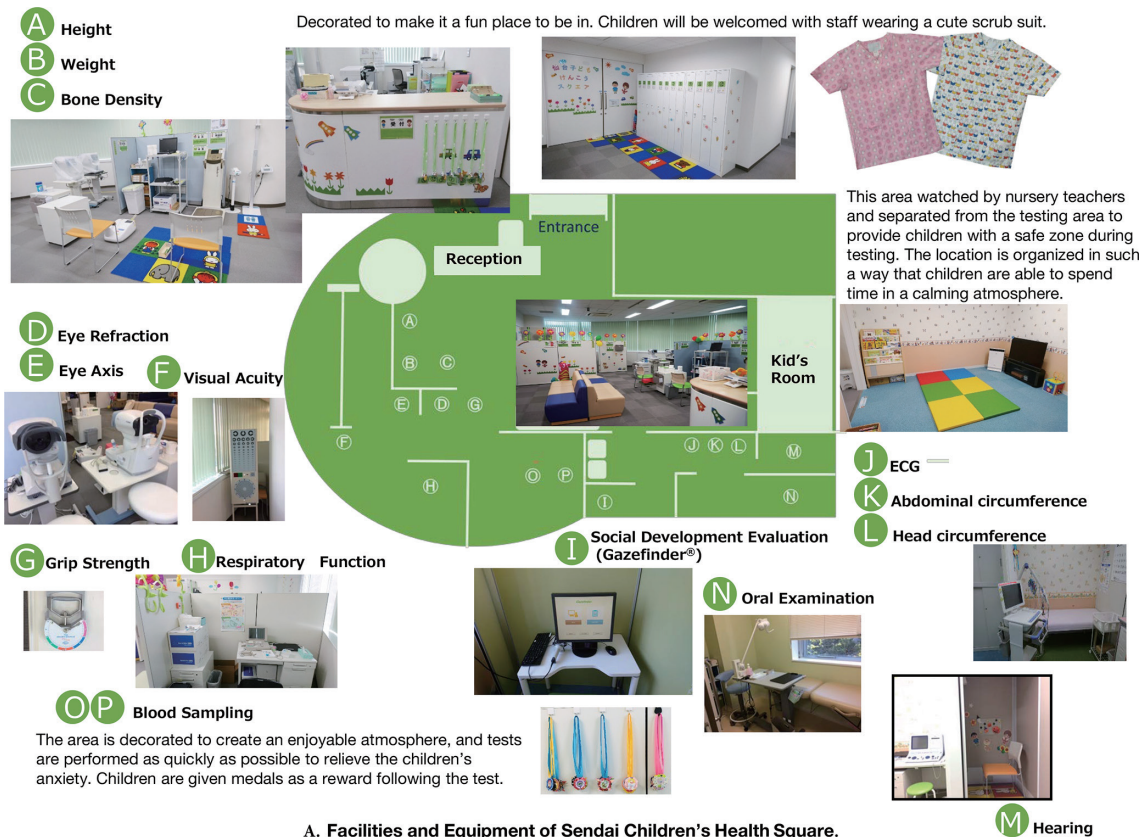 A Height
B Weight
C Bone Density
Decorated to make it a fun place to be in. Children will be welcomed with staff wearing a cute scrub suit.
This area watched by nursery teachers
and separated from the testing area to
provide children with a safe zone during
testing. The location is organized in such
a way that children are able to spend
time in a calming atmosphere.
Entrance
Reception
Kid's
Room
A
B
C
E
D
G
F
H
O
P
I
J
K
L
M
N
D Eye Refraction
E Eye Axis
F Visual Acuity
J ECG
K Abdominal circumference
L Head circumference
G Grip Strength
H Respiratory Function
I Social Development Evaluation
(Gazefinder®)
N Oral Examination
O P Blood Sampling
The area is decorated to create an enjoyable atmosphere, and tests
are performed as quickly as possible to relieve the children's
anxiety. Children are given medals as a reward following the test.
M Hearing
A. Facilities and Equipment of Sendai Children's Health Square.